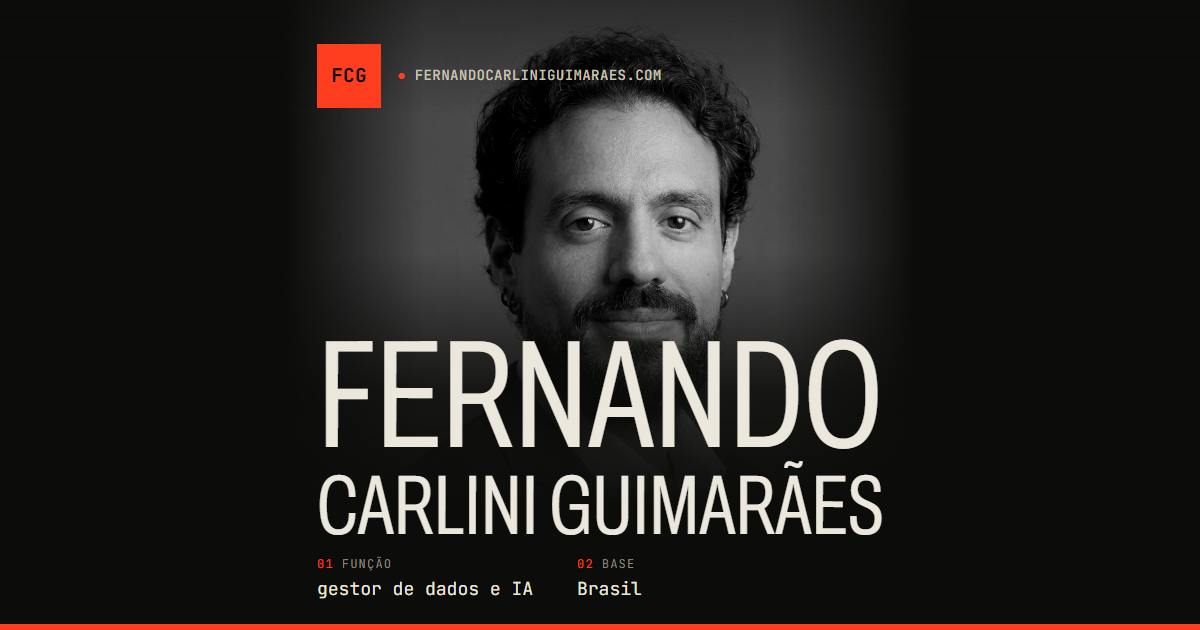 FCG
● FERNANDOCARLINIGUIMARAES.COM
FERNANDO
CARLINI GUIMARÃES
01 FUNÇÃO
gestor de dados e IA
02 BASE
Brasil